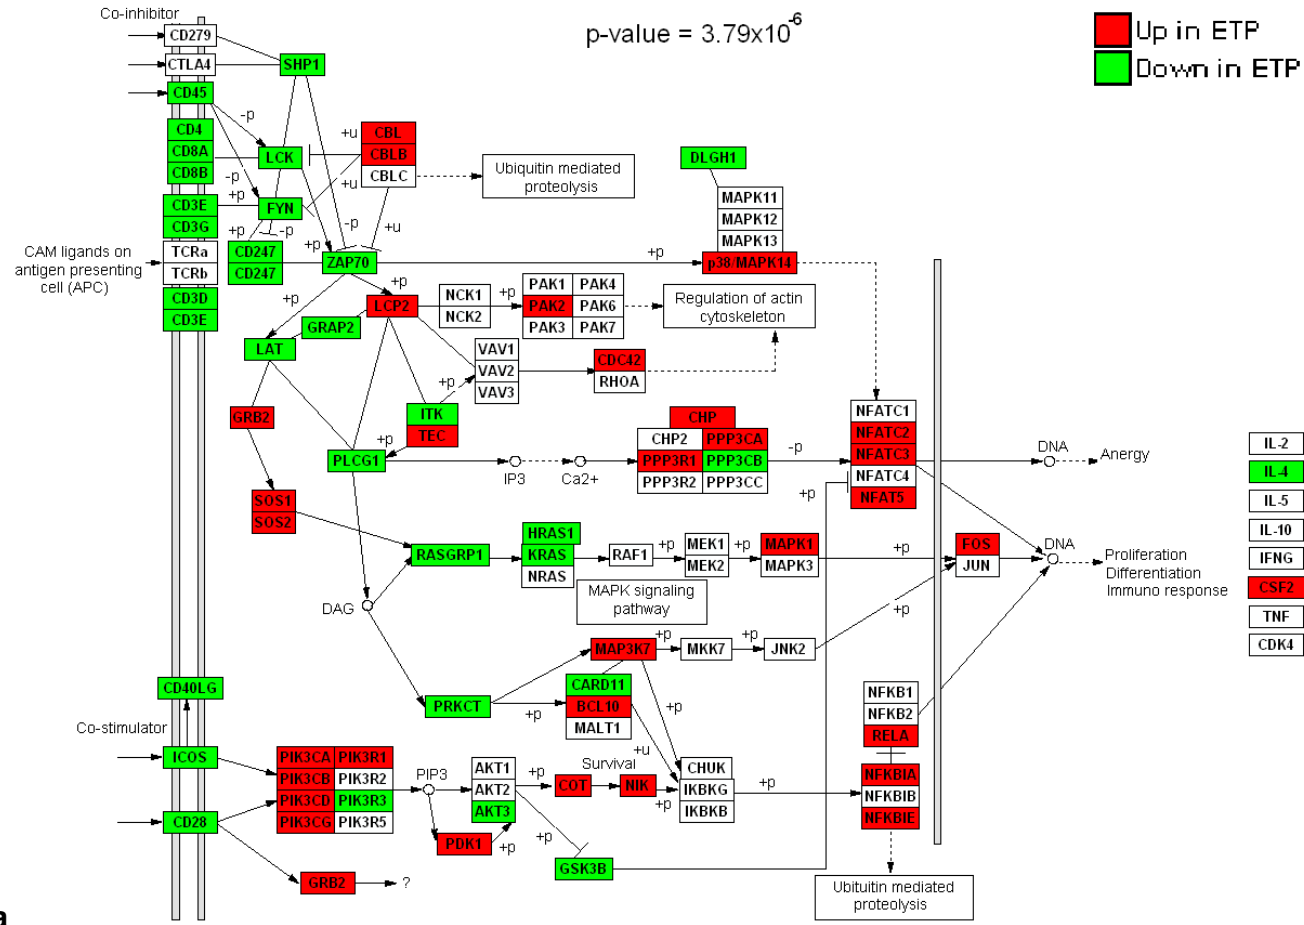 Co-inhibitor
p-value = 3.79x10-6
Up in ETP
Down in ETP
CD279
CTLA4
SHP1
CD45
-p
CD4
CD8A
CD8B
LCK
+u
CBL
CBLB
CBLC
-p
+u
Ubiquitin mediated
proteolysis
DLGH1
MAPK11
MAPK12
MAPK13
p38/MAPK14
CD3E
CD3G
+p
FYN
+p
-p
+p
-p
+u
CAM ligands on
antigen presenting
cell (APC)
TCRa
TCRb
CD247
CD247
ZAP70
+p
CD3D
CD3E
+p
+p
LCP2
NCK1
NCK2
+p
PAK1
PAK4
PAK2
PAK6
PAK3
PAK7
Regulation of actin
cytoskeleton
GRAP2
LAT
VAV1
VAV2
VAV3
+p
CDC42
RHOA
+p
GRB2
ITK
TEC
+p
PLCG1
IP3
Ca2+
CHP
CHP2
PPP3CA
PPP3R1
PPP3CB
PPP3R2
PPP3CC
-p
+p
NFATC1
NFATC2
NFATC3
NFATC4
NFAT5
DNA
Anergy
IL-2
IL-4
IL-5
IL-10
IFNG
CSF2
TNF
CDK4
SOS1
SOS2
RASGRP1
HRAS1
KRAS
NRAS
RAF1
+p
MEK1
MEK2
+p
MAPK1
MAPK3
+p
FOS
JUN
DNA
Proliferation
Differentiation
Immuno response
MAPK signaling
pathway
DAG
+p
MAP3K7
+p
MKK7
+p
JNK2
CD40LG
PRKCT
+p
CARD11
BCL10
MALT1
+p
+u
NFKB1
NFKB2
RELA
Co-stimulator
ICOS
CD28
PIK3CA
PIK3R1
PIK3CB
PIK3R2
PIK3CD
PIK3R3
PIK3CG
PIK3R5
PIP3
AKT1
AKT2
AKT3
+p
Survival
COT
NIK
+p
CHUK
IKBKG
IKBKB
+p
NFKBIA
NFKBIB
NFKBIE
PDK1
+p
+p
GSK3B
GRB2
?
Ubituitin mediated
proteolysis
a